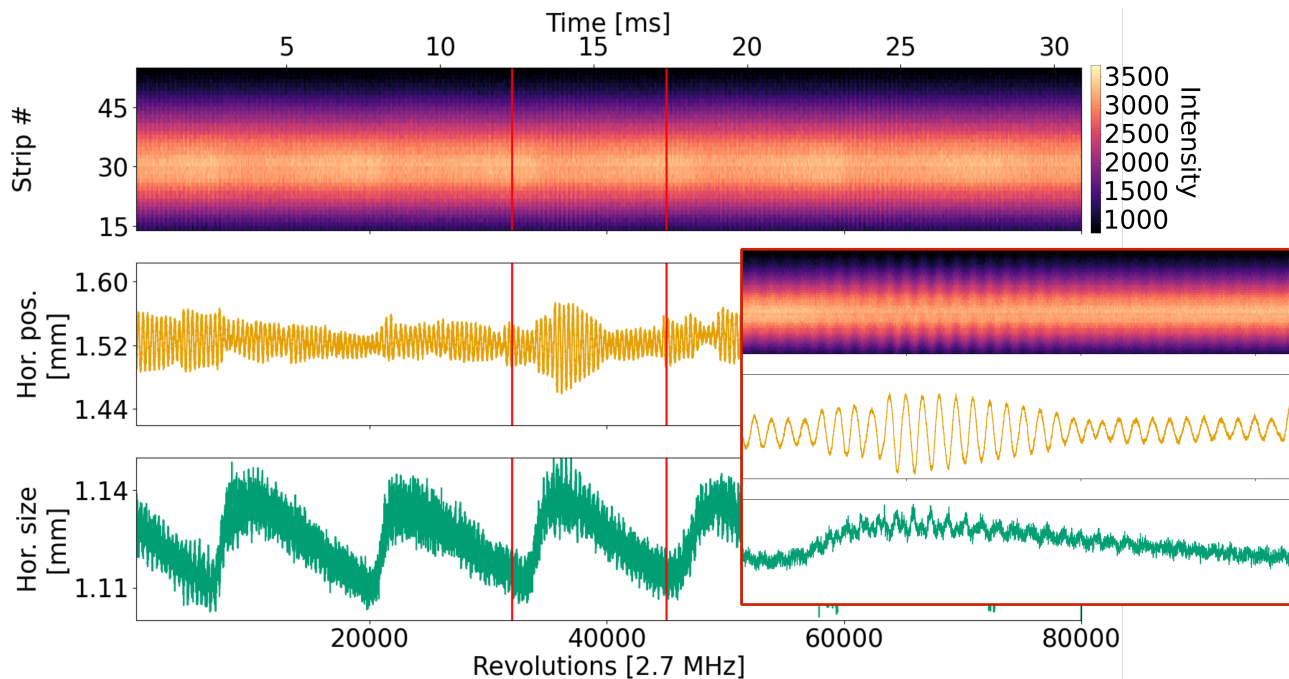 Time [ms]
5 10 15 20 25 30
Strip #
45
30
15
3500
3000
2500
2000
1500
1000
Intensity
Hor. pos.
[mm]
1.60
1.52
1.44
Hor. size
[mm]
1.14
1.11
20000 40000 60000 80000
Revolutions [2.7 MHz]